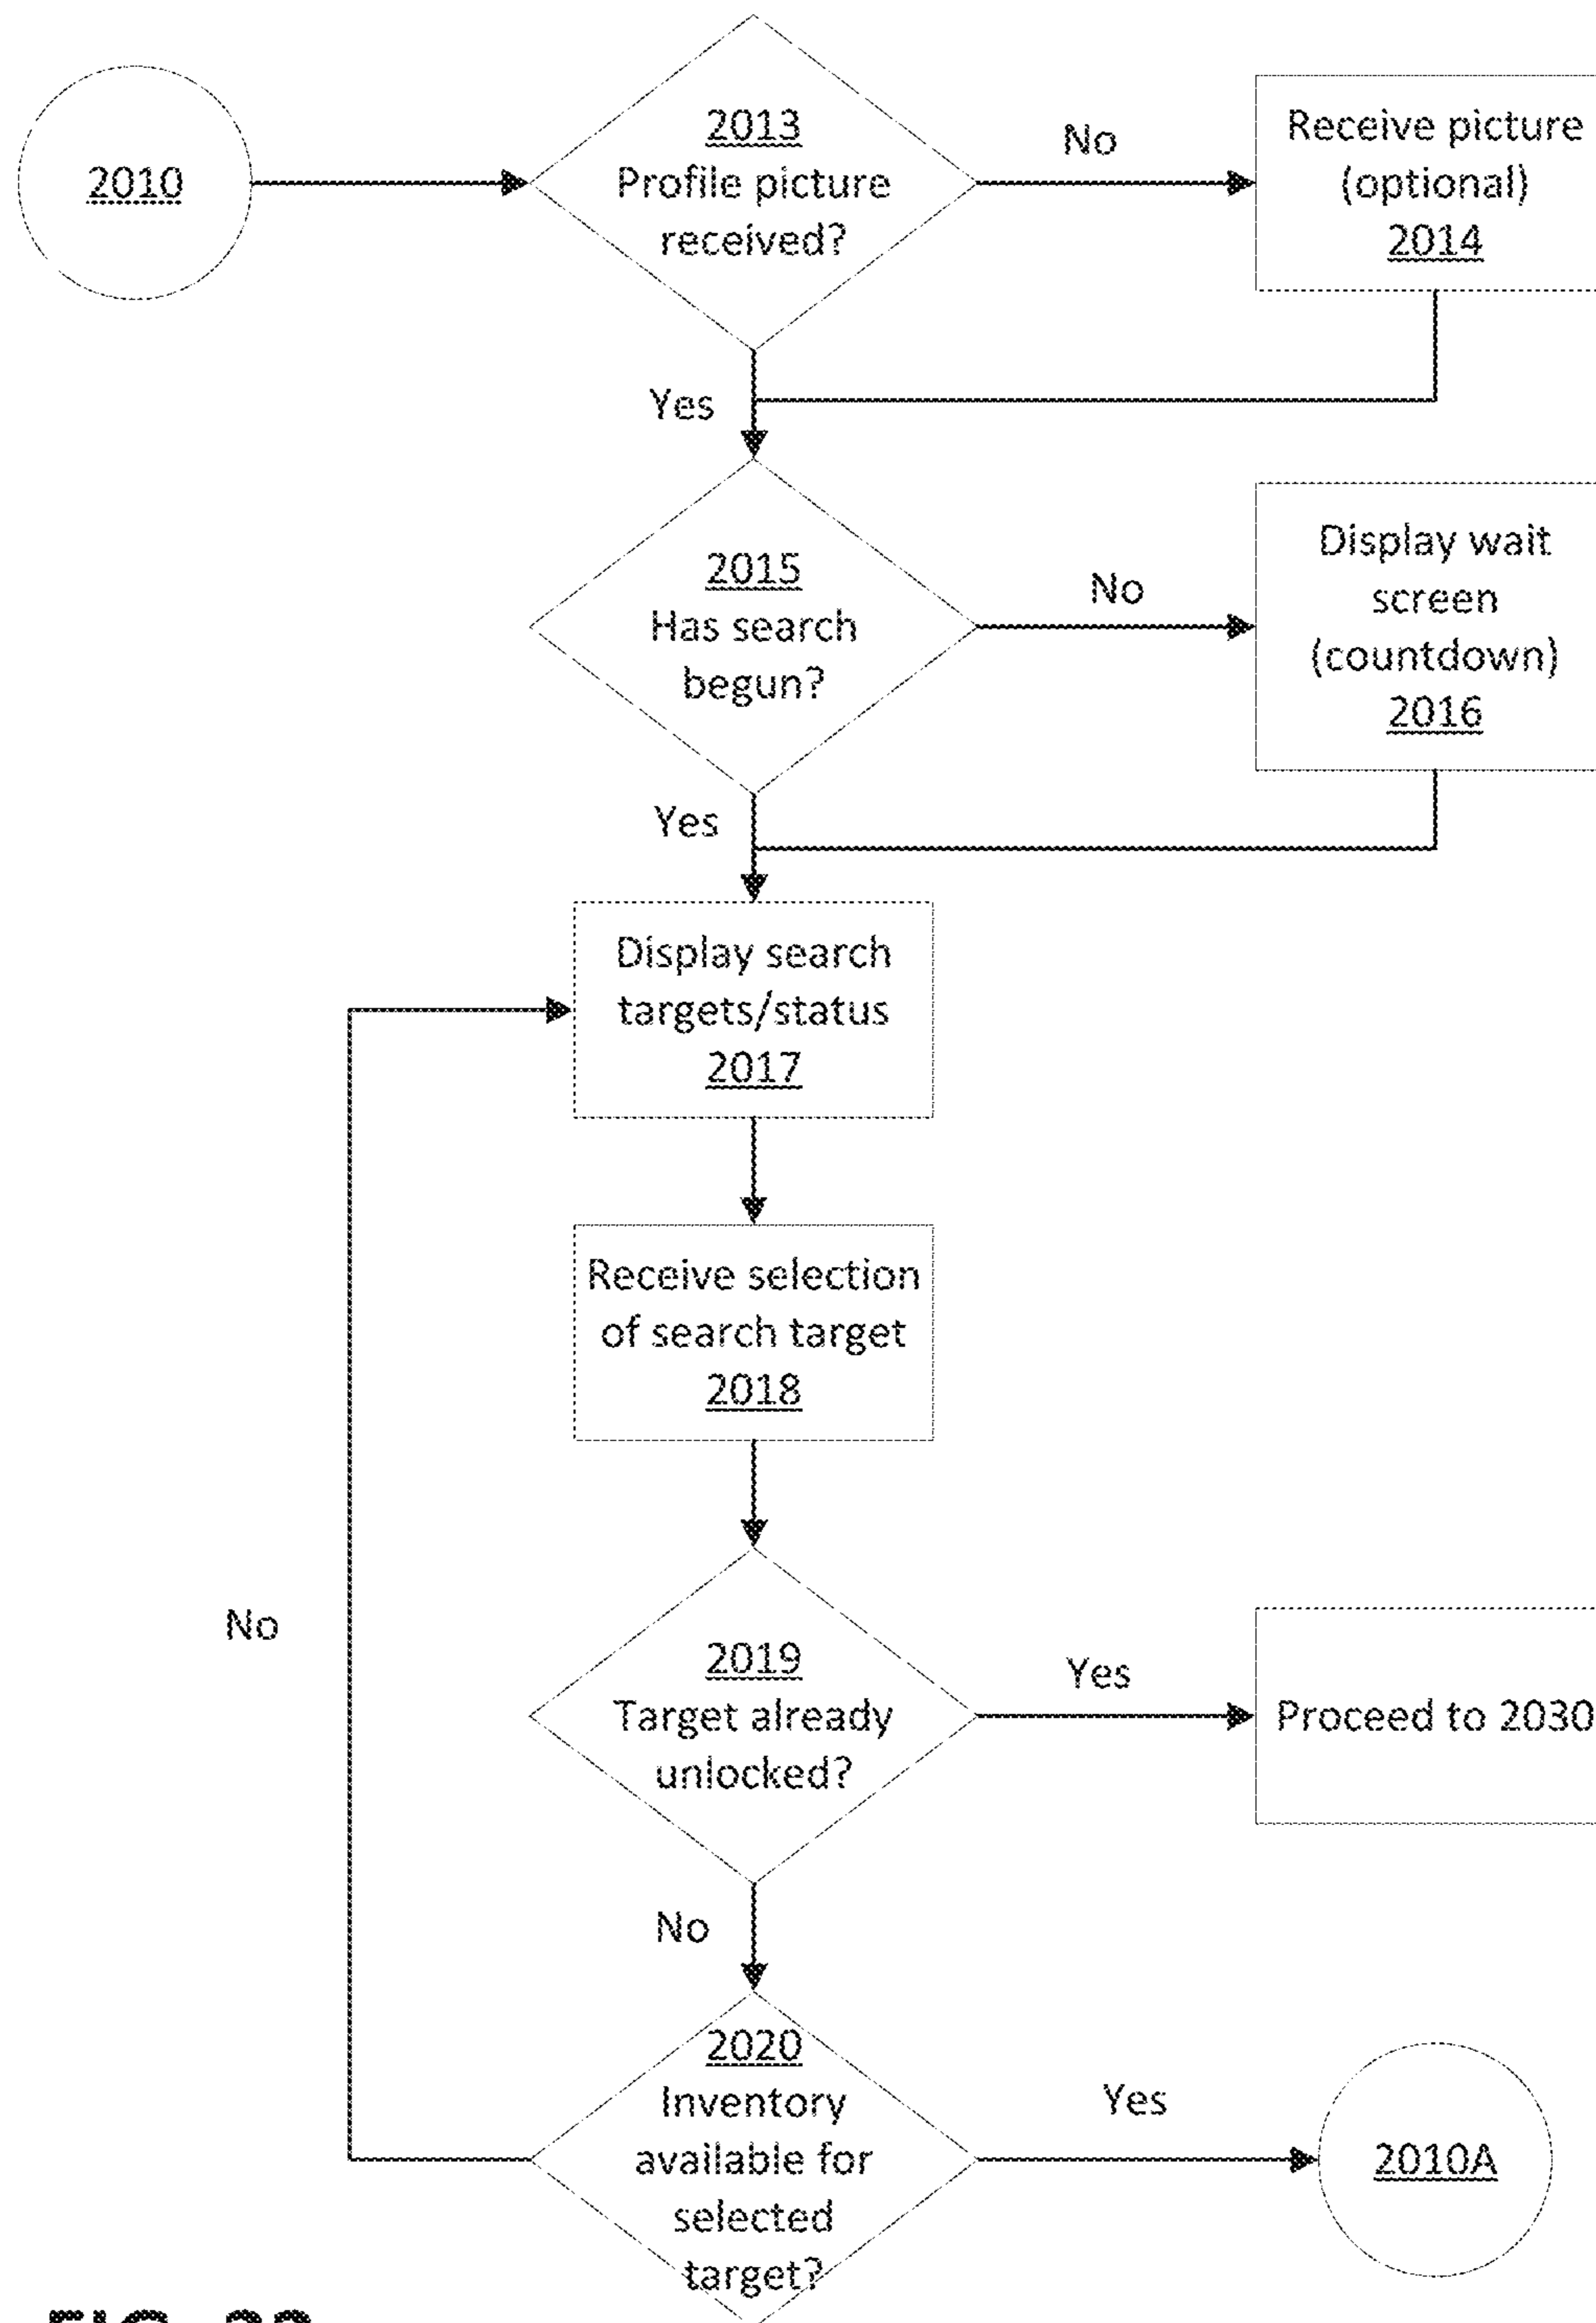 2010
2013
Profile picture
received?
No
Receive picture
(optional)
2014
Yes
2015
Has search
begun?
No
Display wait
screen
(countdown)
2016
Yes
Display search
targets/status
2017
Receive selection
of search target
2018
No
2019
Target already
unlocked?
Yes
Proceed to 2030
No
2020
Inventory
available for
selected
target?
Yes
2010A